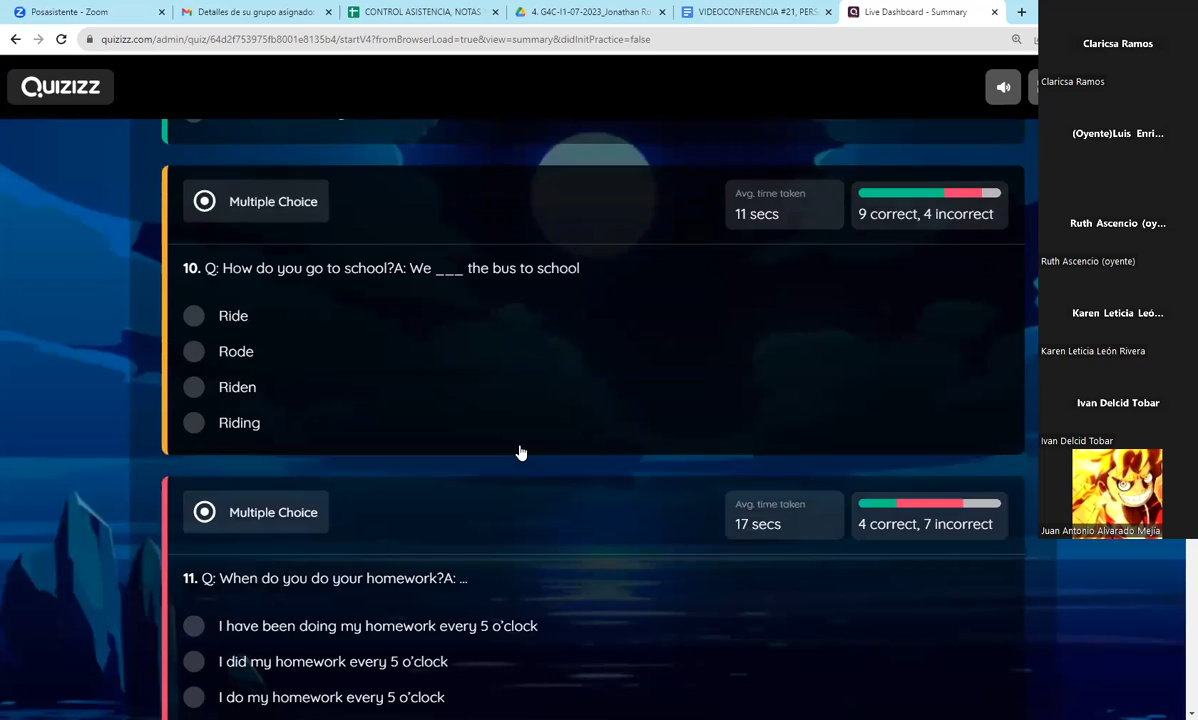 Posasistente - Zoom
Detalles de su grupo asignado:
CONTROL ASISTENCIA, NOTAS
4. G4C-I1-07-2023_Jonathan Ro
VIDEOCONFERENCIA #21, PERS
Live Dashboard - Summary
quizizz.com/admin/quiz/64d2f753975fb8001e8135b4/startV4?fromBrowserLoad=true&view=summary&didInitPractice=false
QUIZIZZ
Claricsa Ramos
Claricsa Ramos
(Oyente)Luis Enri...
Ruth Ascencio (oy...
Ruth Ascencio (oyente)
Karen Leticia Leó...
Karen Leticia León Rivera
Ivan Delcid Tobar
Ivan Delcid Tobar
Juan Antonio Alvarado Mejia
Multiple Choice
Avg. time taken
11 secs
9 correct, 4 incorrect
10. Q: How do you go to school?A: We ___ the bus to school
Ride
Rode
Riden
Riding
Multiple Choice
Avg. time taken
17 secs
4 correct, 7 incorrect
11. Q: When do you do your homework?A: ...
I have been doing my homework every 5 o'clock
I did my homework every 5 o'clock
I do my homework every 5 o'clock